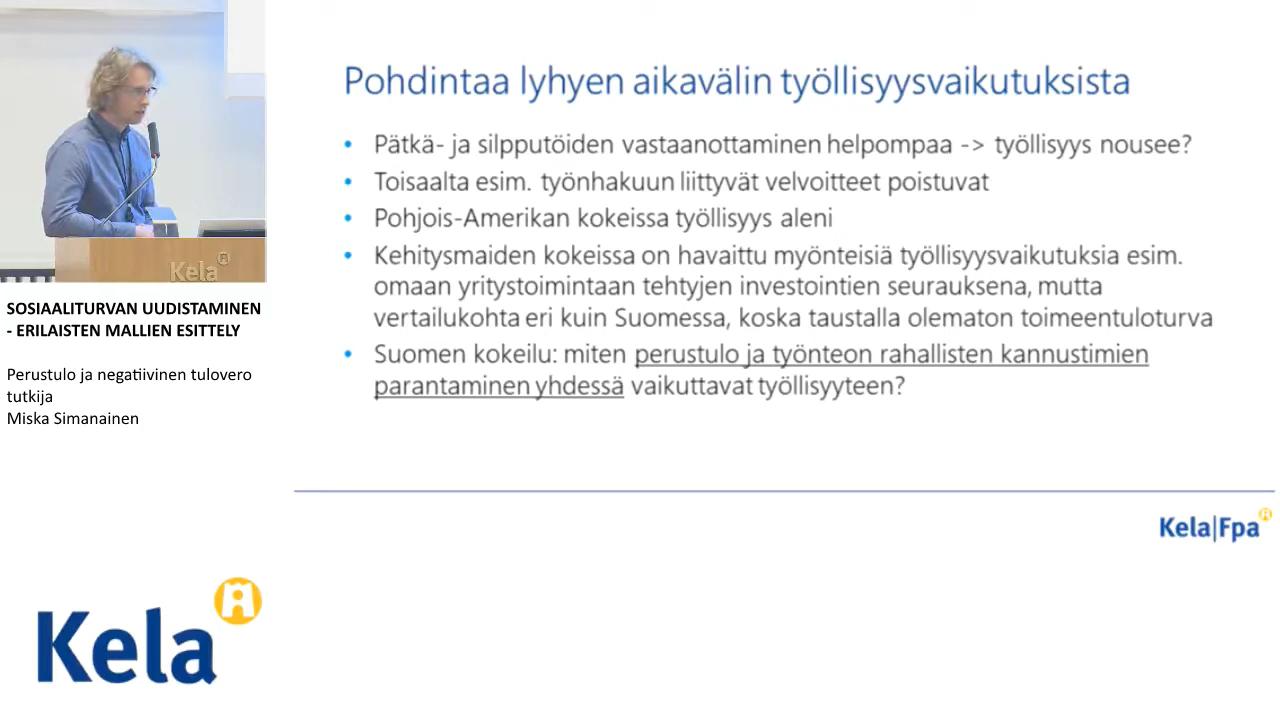 Pohdintaa lyhyen aikavälin työllisyysvaikutuksista
• Pätkä- ja silpputöiden vastaanottaminen helpompaa -> työllisyys nousee?
• Toisaalta esim. työnhakuun liittyvät velvoitteet poistuvat
• Pohjois-Amerikan kokeissa työllisyys aleni
• Kehitysmaiden kokeissa on havaittu myönteisiä työllisyysvaikutuksia esim.
omaan yritystoimintaan tehtyjen investointien seurauksena, mutta
vertailukohta eri kuin Suomessa, koska taustalla olematon toimeentuloturva
• Suomen kokeilu: miten perustulo ja työnteon rahallisten kannustimien
parantaminen yhdessä vaikuttavat työllisyyteen?
Kela|Fpa
Kela
SOSIAALITURVAN UUDISTAMINEN
- ERILAISTEN MALLIEN ESITTELY
Perustulo ja negatiivinen tulovero
tutkija
Miska Simanainen
Kela